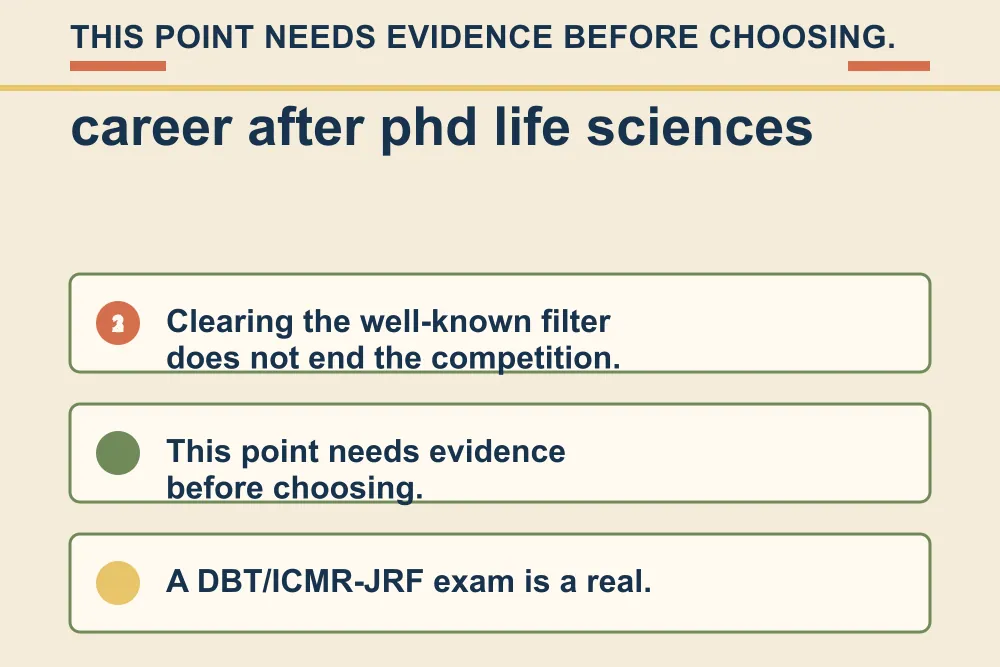 THIS POINT NEEDS EVIDENCE BEFORE CHOOSING.
career after phd life sciences
Clearing the well-known filter
does not end the competition.
This point needs evidence
before choosing.
A DBT/ICMR-JRF exam is a real.